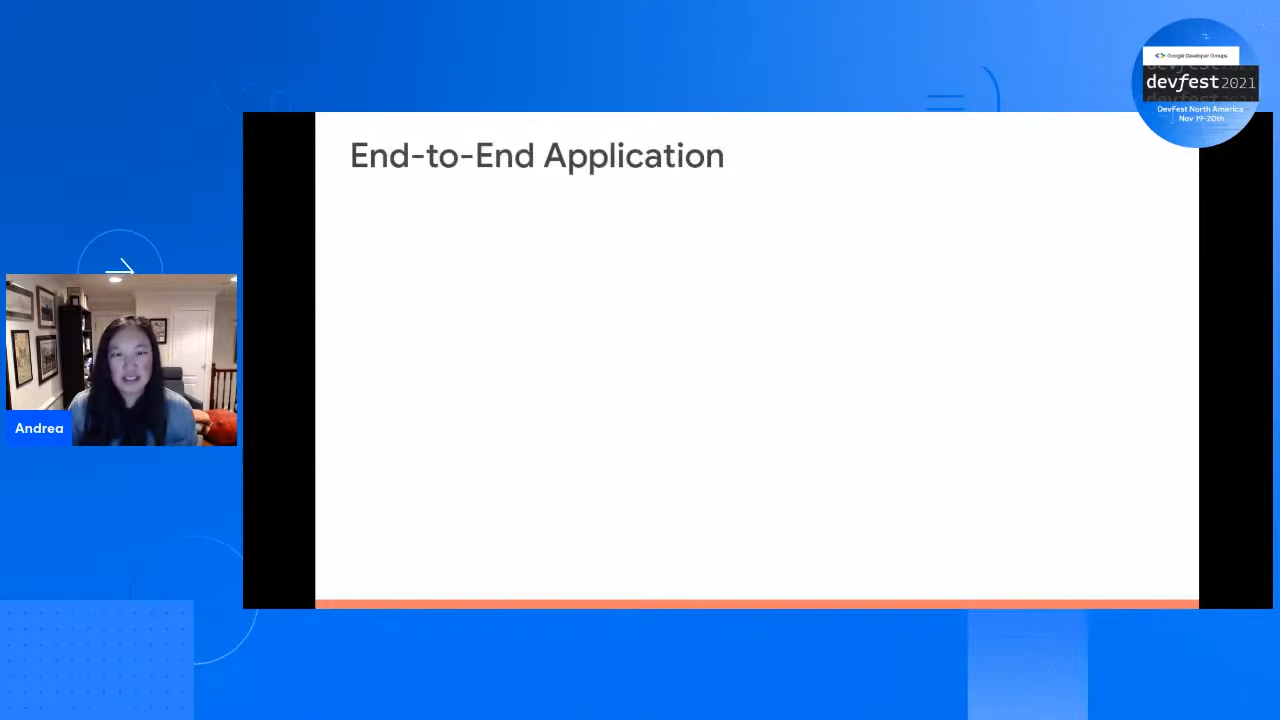 Google Developer Groups
devfest 2021
DevFest North America
Nov 19-20th
End-to-End Application
Andrea